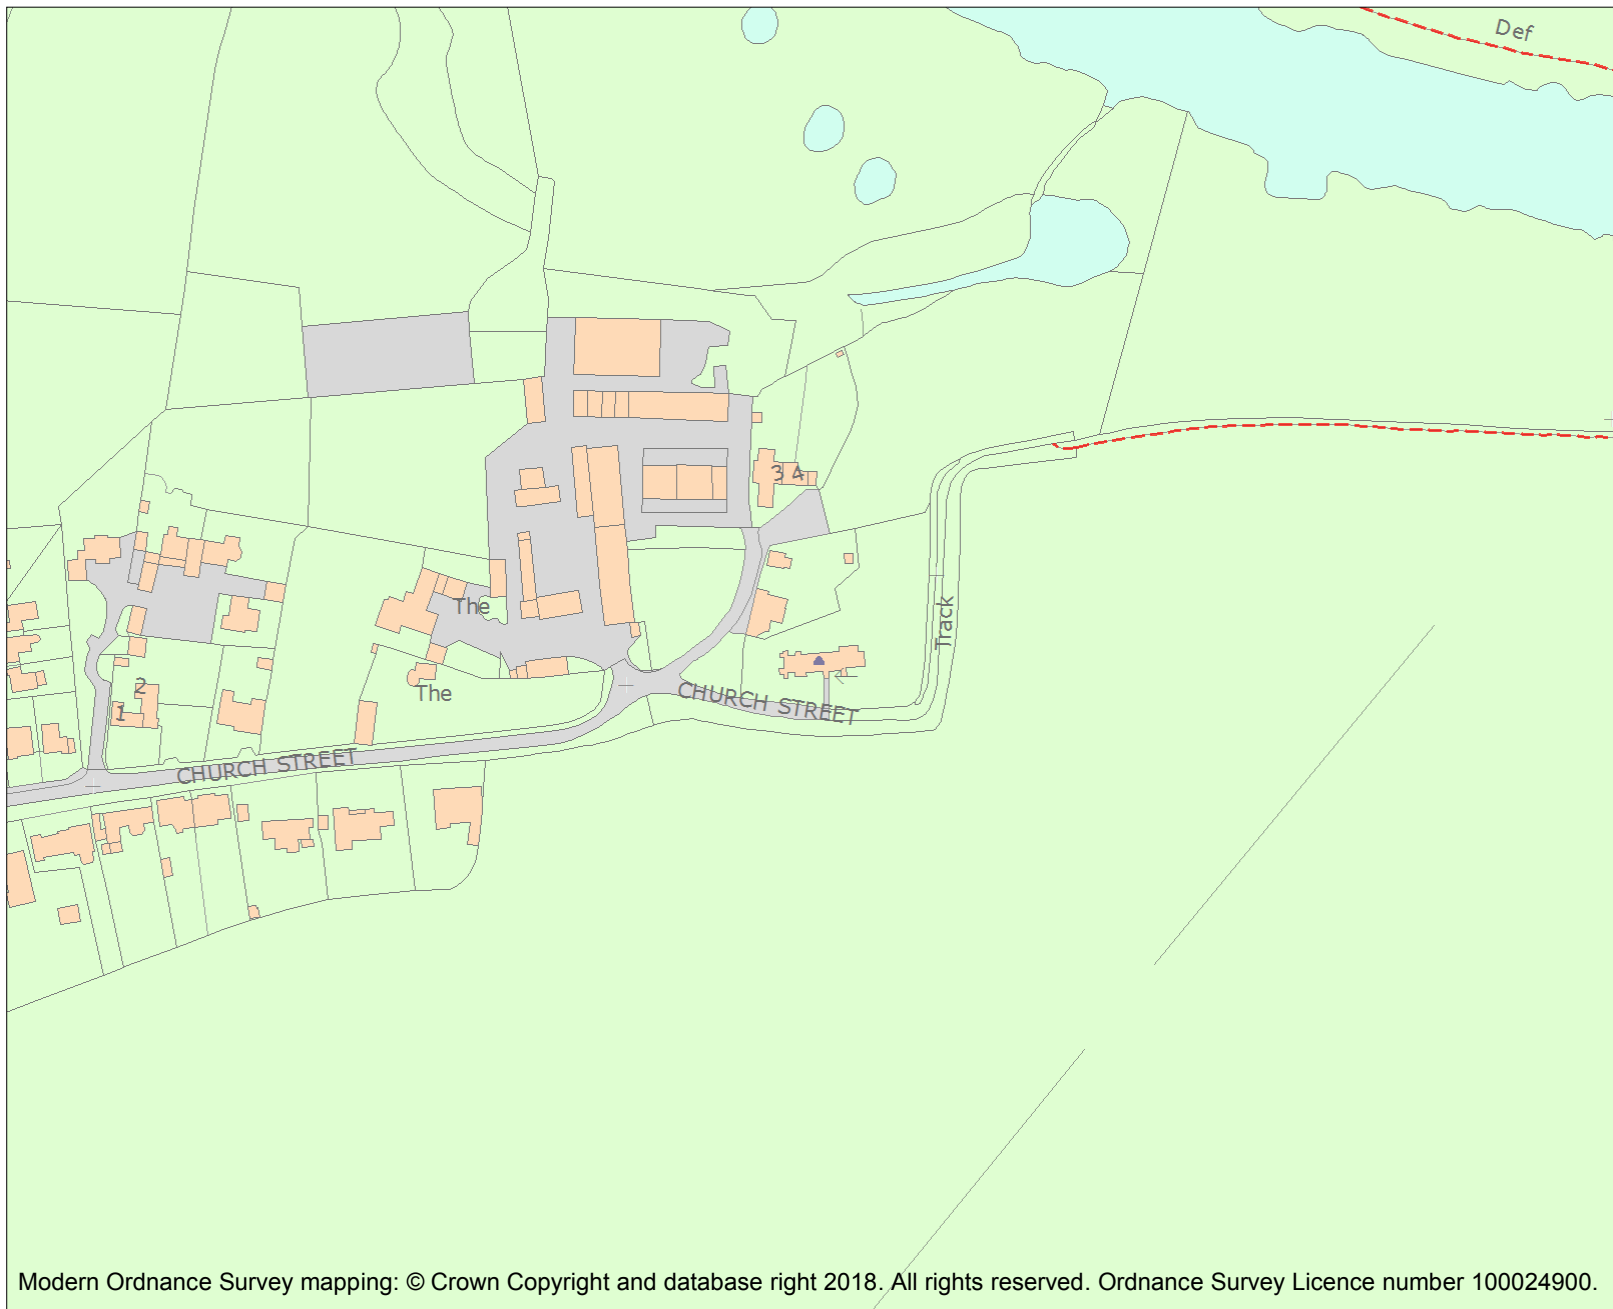 Def
3 4
The
Track
2
The
CHURCH STREET
1
CHURCH STREET
Modern Ordnance Survey mapping: © Crown Copyright and database right 2018. All rights reserved. Ordnance Survey Licence number 100024900.